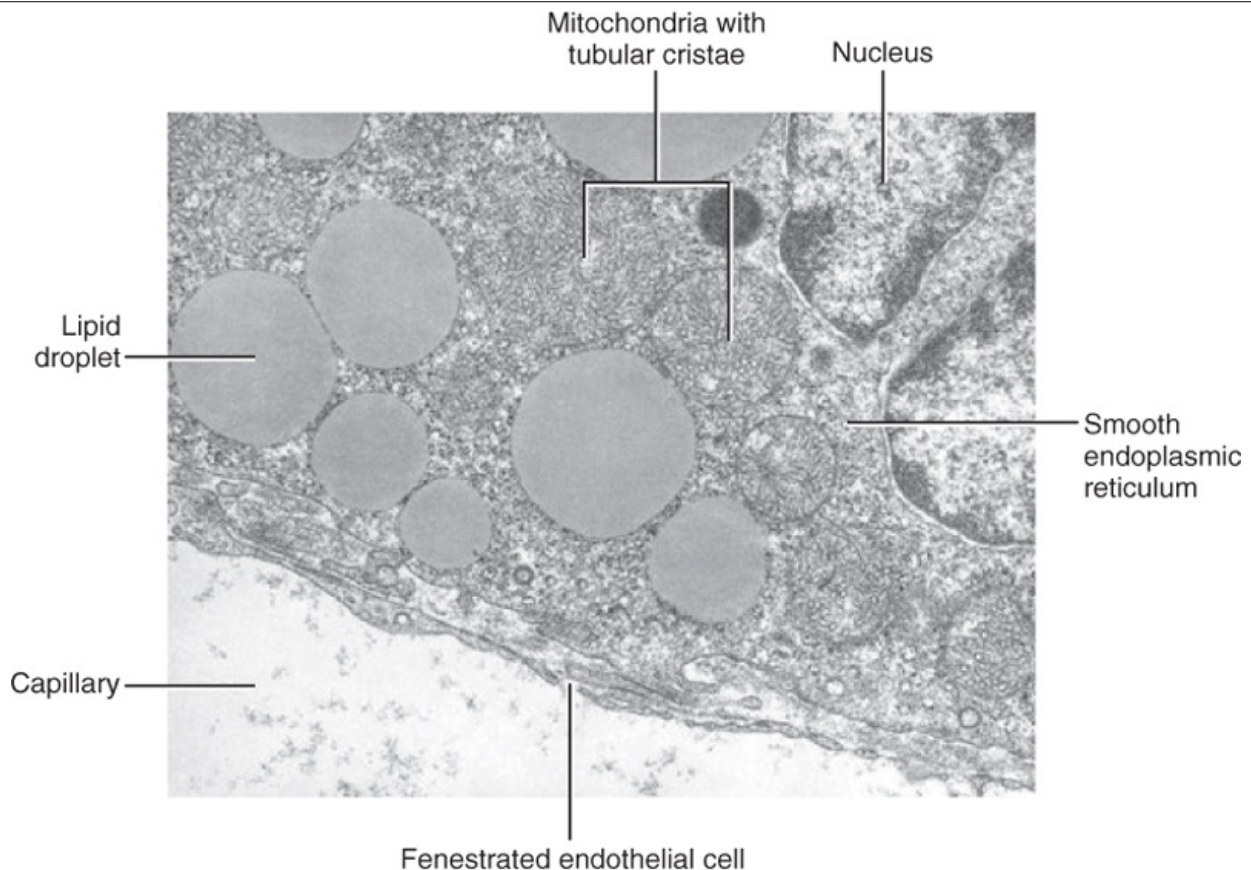 Mitochondria with
tubular cristae
Nucleus
Lipid
droplet
Smooth
endoplasmic
reticulum
Capillary
Fenestrated endothelial cell